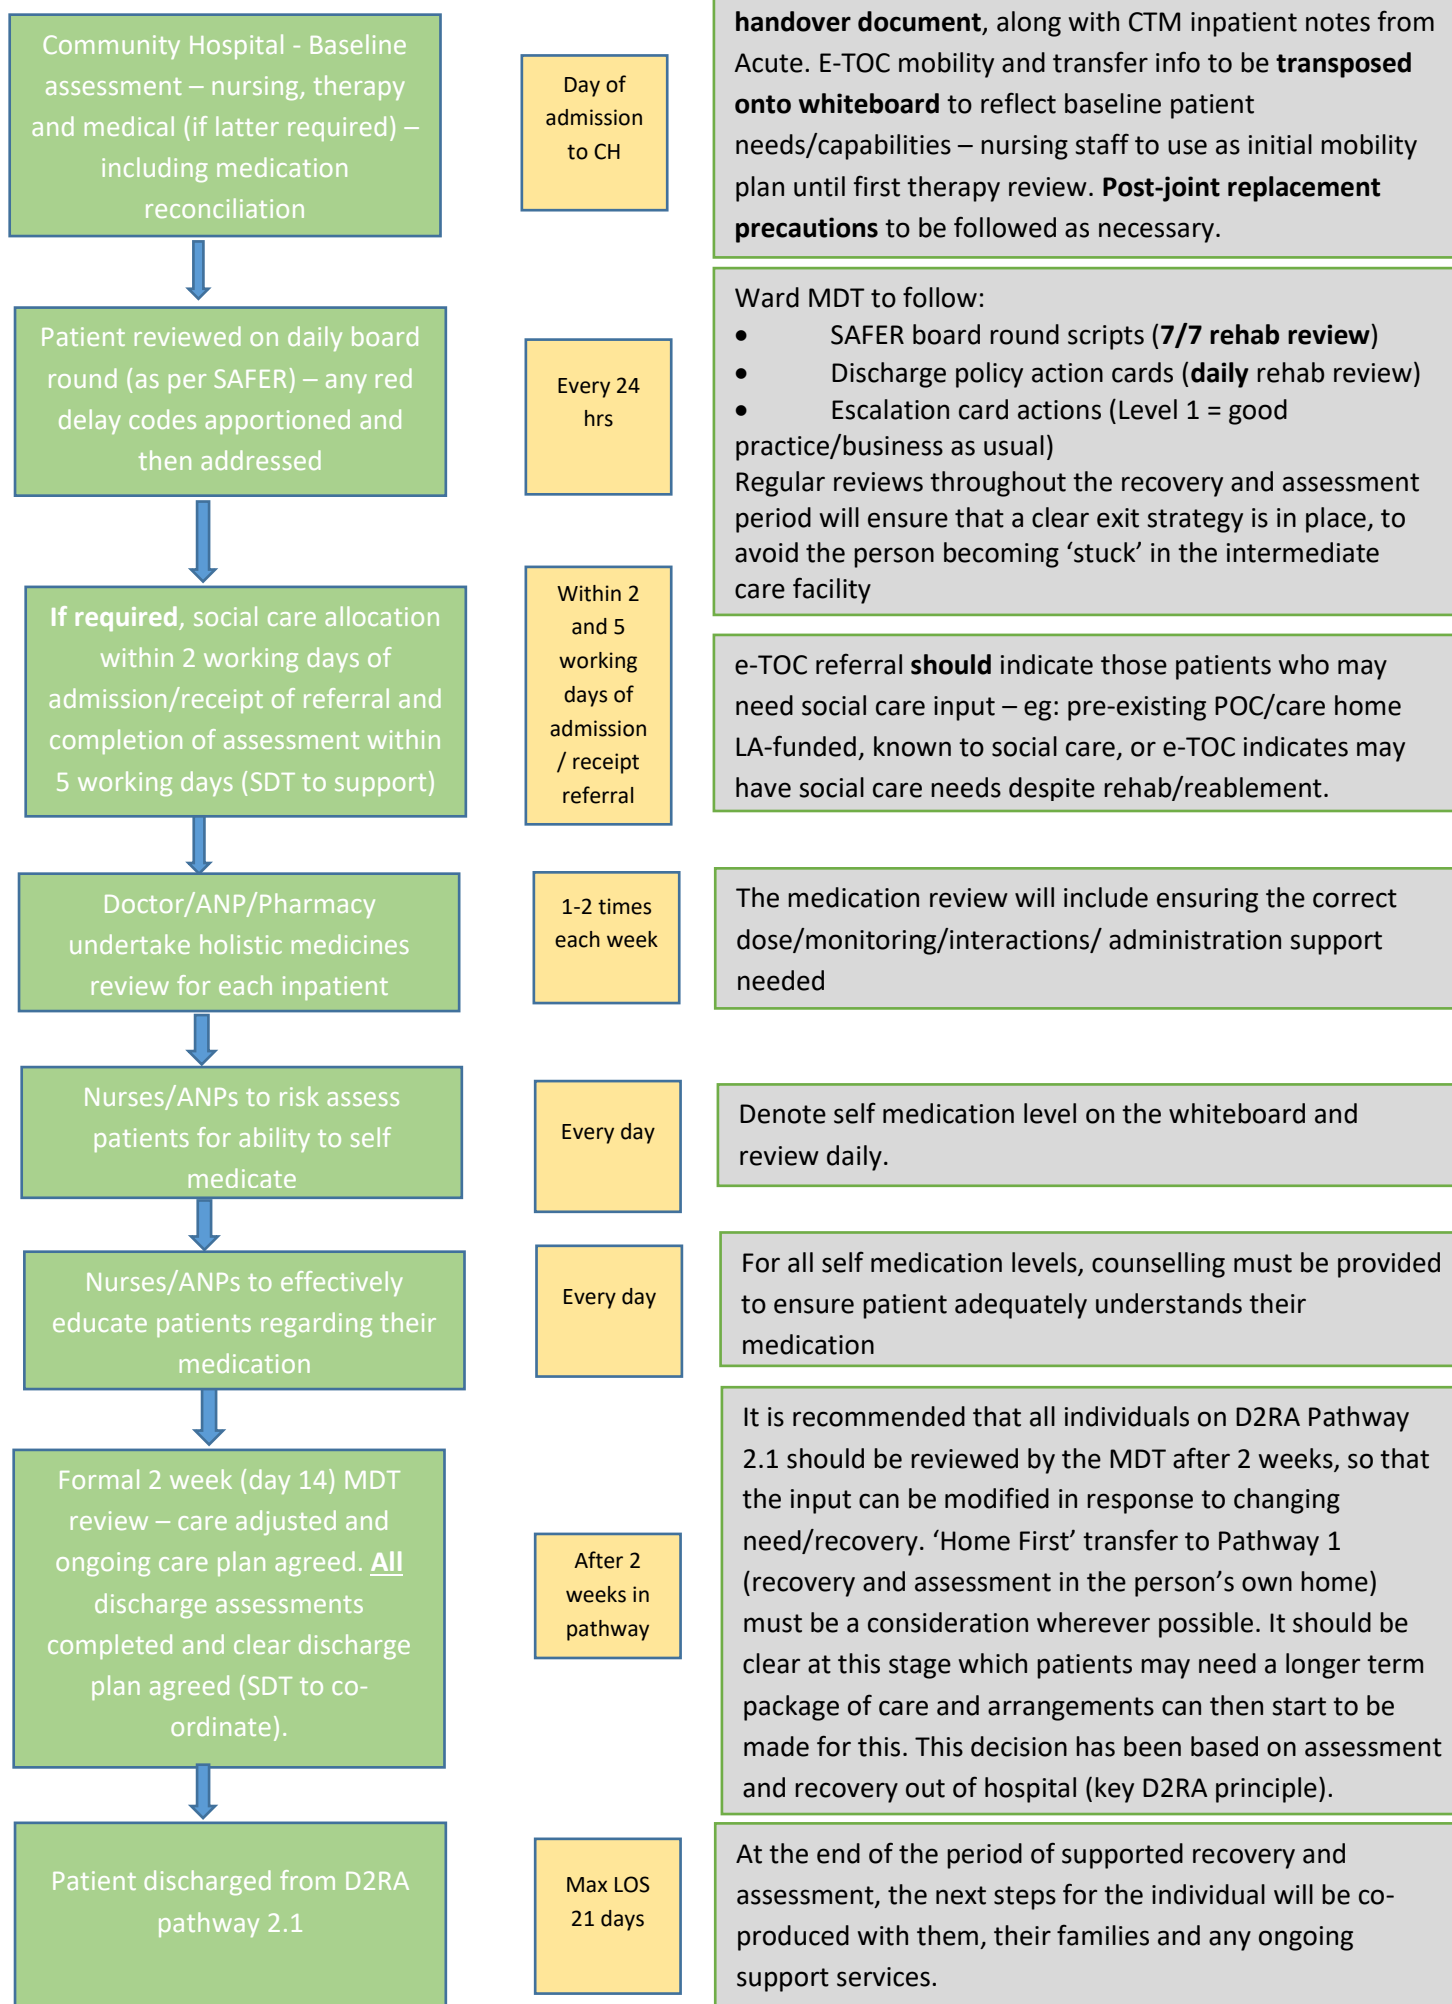 Community Hospital - Baseline
assessment – nursing, therapy
and medical (if latter required) –
including medication
reconciliation
Day of
admission
to CH
handover document, along with CTM inpatient notes from
Acute. E-TOC mobility and transfer info to be transposed
onto whiteboard to reflect baseline patient
needs/capabilities – nursing staff to use as initial mobility
plan until first therapy review. Post-joint replacement
precautions to be followed as necessary.
Patient reviewed on daily board
round (as per SAFER) – any red
delay codes apportioned and
then addressed
Every 24
hrs
Ward MDT to follow:
• SAFER board round scripts (7/7 rehab review)
• Discharge policy action cards (daily rehab review)
• Escalation card actions (Level 1 = good
practice/business as usual)
Regular reviews throughout the recovery and assessment
period will ensure that a clear exit strategy is in place, to
avoid the person becoming ‘stuck’ in the intermediate
care facility
If required, social care allocation
within 2 working days of
admission/receipt of referral and
completion of assessment within
5 working days (SDT to support)
Within 2
and 5
working
days of
admission
/ receipt
referral
e-TOC referral should indicate those patients who may
need social care input – eg: pre-existing POC/care home
LA-funded, known to social care, or e-TOC indicates may
have social care needs despite rehab/reablement.
Doctor/ANP/Pharmacy
undertake holistic medicines
review for each inpatient
1-2 times
each week
The medication review will include ensuring the correct
dose/monitoring/interactions/ administration support
needed
Nurses/ANPs to risk assess
patients for ability to self
medicate
Every day
Denote self medication level on the whiteboard and
review daily.
Nurses/ANPs to effectively
educate patients regarding their
medication
Every day
For all self medication levels, counselling must be provided
to ensure patient adequately understands their
medication
Formal 2 week (day 14) MDT
review – care adjusted and
ongoing care plan agreed. All
discharge assessments
completed and clear discharge
plan agreed (SDT to co-
ordinate).
After 2
weeks in
pathway
It is recommended that all individuals on D2RA Pathway
2.1 should be reviewed by the MDT after 2 weeks, so that
the input can be modified in response to changing
need/recovery. ‘Home First’ transfer to Pathway 1
(recovery and assessment in the person’s own home)
must be a consideration wherever possible. It should be
clear at this stage which patients may need a longer term
package of care and arrangements can then start to be
made for this. This decision has been based on assessment
and recovery out of hospital (key D2RA principle).
Patient discharged from D2RA
pathway 2.1
Max LOS
21 days
At the end of the period of supported recovery and
assessment, the next steps for the individual will be co-
produced with them, their families and any ongoing
support services.